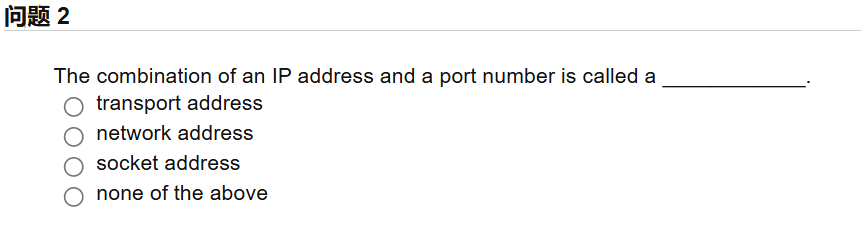 问题 2
The combination of an IP address and a port number is called a _____________.
transport address
network address
socket address
none of the above